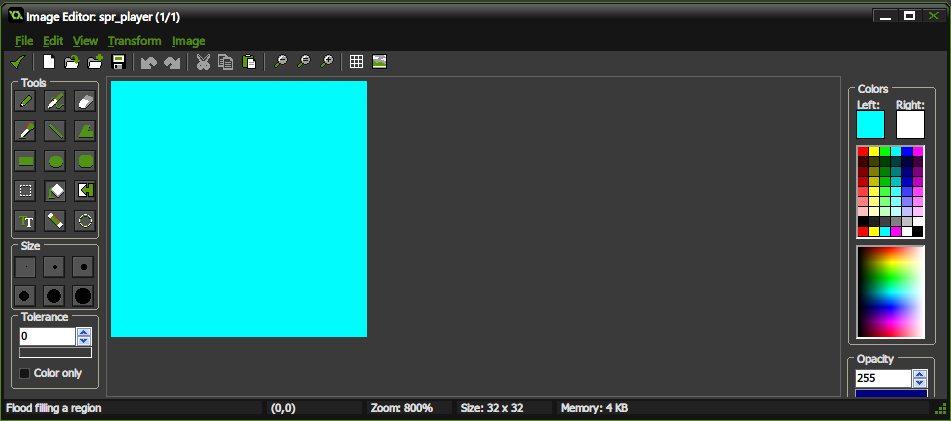 Image Editor: spr_player (1/1)
File Edit View Transform Image
Tools
TT
Size
Tolerance
0
Color only
Colors
Left: Right:
Opacity
255
Flood filling a region (0,0) Zoom: 800% Size: 32 x 32 Memory: 4 KB